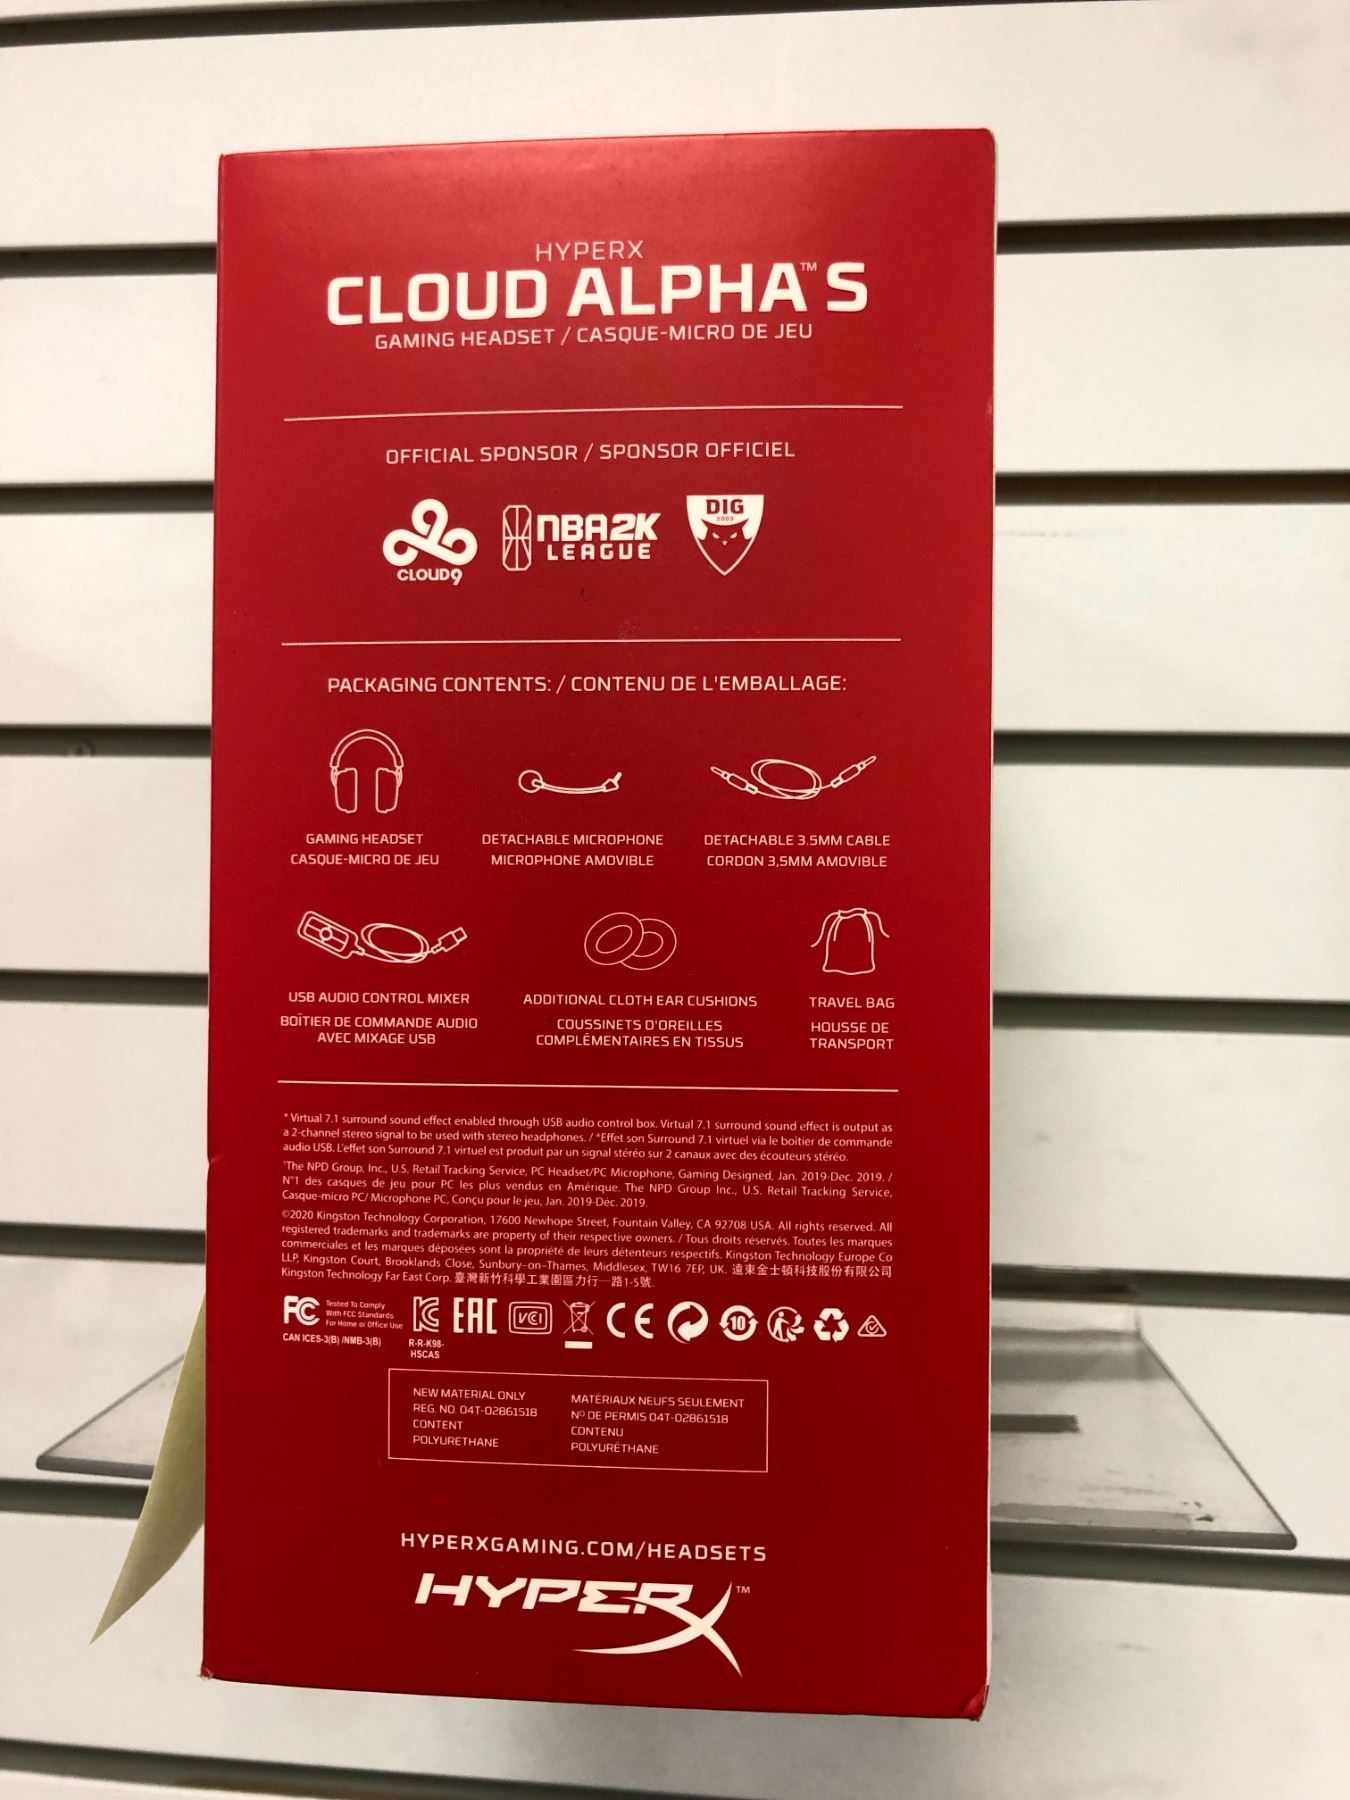 HYPERX
CLOUD ALPHA™ S
GAMING HEADSET / CASQUE-MICRO DE JEU
OFFICIAL SPONSOR / SPONSOR OFFICIEL
CLOUD9
NBA2K
LEAGUE
DIG
2003
PACKAGING CONTENTS: / CONTENU DE L'EMBALLAGE:
GAMING HEADSET
CASQUE-MICRO DE JEU
DETACHABLE MICROPHONE
MICROPHONE AMOVIBLE
DETACHABLE 3.5MM CABLE
CORDON 3,5MM AMOVIBLE
USB AUDIO CONTROL MIXER
BOÎTIER DE COMMANDE AUDIO
AVEC MIXAGE USB
ADDITIONAL CLOTH EAR CUSHIONS
COUSSINETS D'OREILLES
COMPLÉMENTAIRES EN TISSUS
TRAVEL BAG
HOUSSE DE
TRANSPORT
* Virtual 7.1 surround sound effect enabled through USB audio control box. Virtual 7.1 surround sound effect is output as
a 2-channel stereo signal to be used with stereo headphones. / *Effet son Surround 7.1 virtuel via le boîtier de commande
audio USB. L'effet son Surround 7.1 virtuel est produit par un signal stéréo sur 2 canaux avec des écouteurs stéréo.
¹The NPD Group, Inc., U.S. Retail Tracking Service, PC Headset/PC Microphone, Gaming Designed, Jan. 2019-Dec. 2019. /
N°1 des casques de jeu pour PC les plus vendus en Amérique. The NPD Group Inc., U.S. Retail Tracking Service,
Casque-micro PC/ Microphone PC, Conçu pour le jeu, Jan. 2019-Déc. 2019.
©2020 Kingston Technology Corporation, 17600 Newhope Street, Fountain Valley, CA 92708 USA. All rights reserved. All
registered trademarks and trademarks are property of their respective owners. / Tous droits réservés. Toutes les marques
commerciales et les marques déposées sont la propriété de leurs détenteurs respectifs. Kingston Technology Europe Co
LLP, Kingston Court, Brooklands Close, Sunbury-on-Thames, Middlesex, TW16 7EP, UK. 遠東金士頓科技股份有限公司
Kingston Technology Far East Corp. 臺灣新竹科學工業園區力行一路1-5號.
FC Tested To Comply
With FCC Standards
For Home or Office Use
CAN ICES-3(B) /NMB-3(B)
R-R-K98-
HSCAS
EAC
VCCI
CE
10
NEW MATERIAL ONLY
REG. NO. 04T-02861518
CONTENT
POLYURETHANE
MATÉRIAUX NEUFS SEULEMENT
Nº DE PERMIS 04T-02861518
CONTENU
POLYURÉTHANE
HYPERXGAMING.COM/HEADSETS
HYPERX™